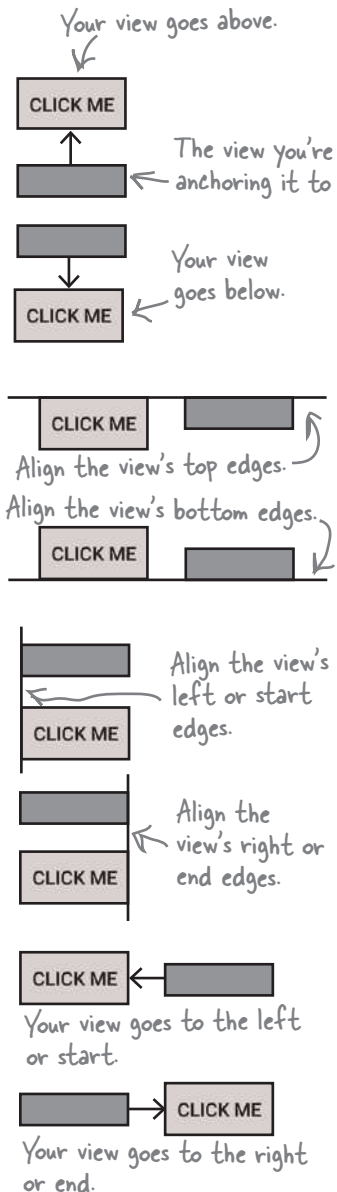 Your view goes above.
CLICK ME
The view you're
anchoring it to
Your view
goes below.
CLICK ME
CLICK ME
Align the view's top edges.
Align the view's bottom edges.
CLICK ME
Align the view's
left or start
edges.
CLICK ME
Align the
view's right or
end edges.
CLICK ME
CLICK ME
Your view goes to the left
or start.
CLICK ME
Your view goes to the right
or end.